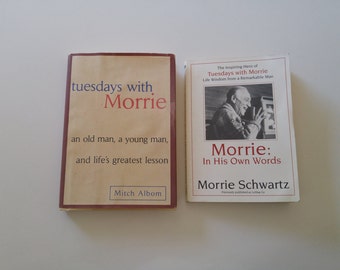 tuesdays with
Morrie
an old man, a young man,
and life's greatest lesson
Mitch Albom
The Inspiring Hero of
Tuesdays with Morrie
Life Wisdom from a Remarkable Man
Morrie:
In His Own Words
Morrie Schwartz